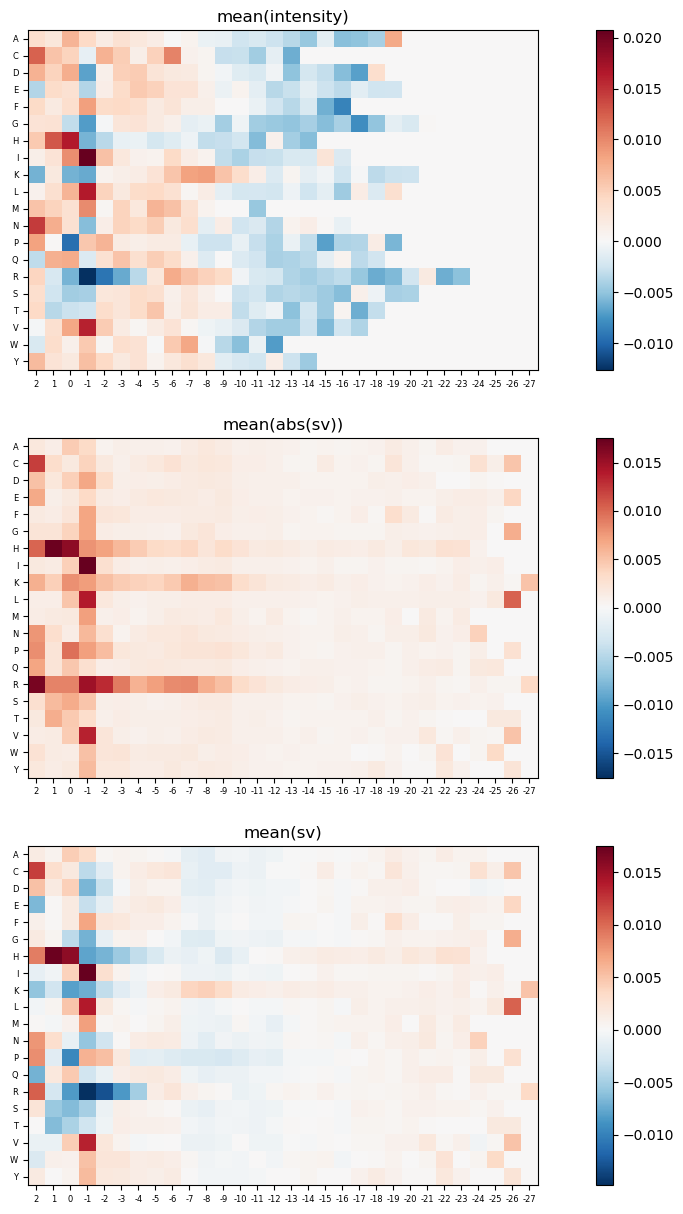 mean(intensity)
A
C
D
E
F
G
H
I
K
L
M
N
P
Q
R
S
T
V
W
Y
2 1 0 -1 -2 -3 -4 -5 -6 -7 -8 -9 -10 -11 -12 -13 -14 -15 -16 -17 -18 -19 -20 -21 -22 -23 -24 -25 -26 -27
0.020
0.015
0.010
0.005
0.000
−0.005
−0.010
mean(abs(sv))
A
C
D
E
F
G
H
I
K
L
M
N
P
Q
R
S
T
V
W
Y
2 1 0 -1 -2 -3 -4 -5 -6 -7 -8 -9 -10 -11 -12 -13 -14 -15 -16 -17 -18 -19 -20 -21 -22 -23 -24 -25 -26 -27
0.015
0.010
0.005
0.000
−0.005
−0.010
−0.015
mean(sv)
A
C
D
E
F
G
H
I
K
L
M
N
P
Q
R
S
T
V
W
Y
2 1 0 -1 -2 -3 -4 -5 -6 -7 -8 -9 -10 -11 -12 -13 -14 -15 -16 -17 -18 -19 -20 -21 -22 -23 -24 -25 -26 -27
0.015
0.010
0.005
0.000
−0.005
−0.010